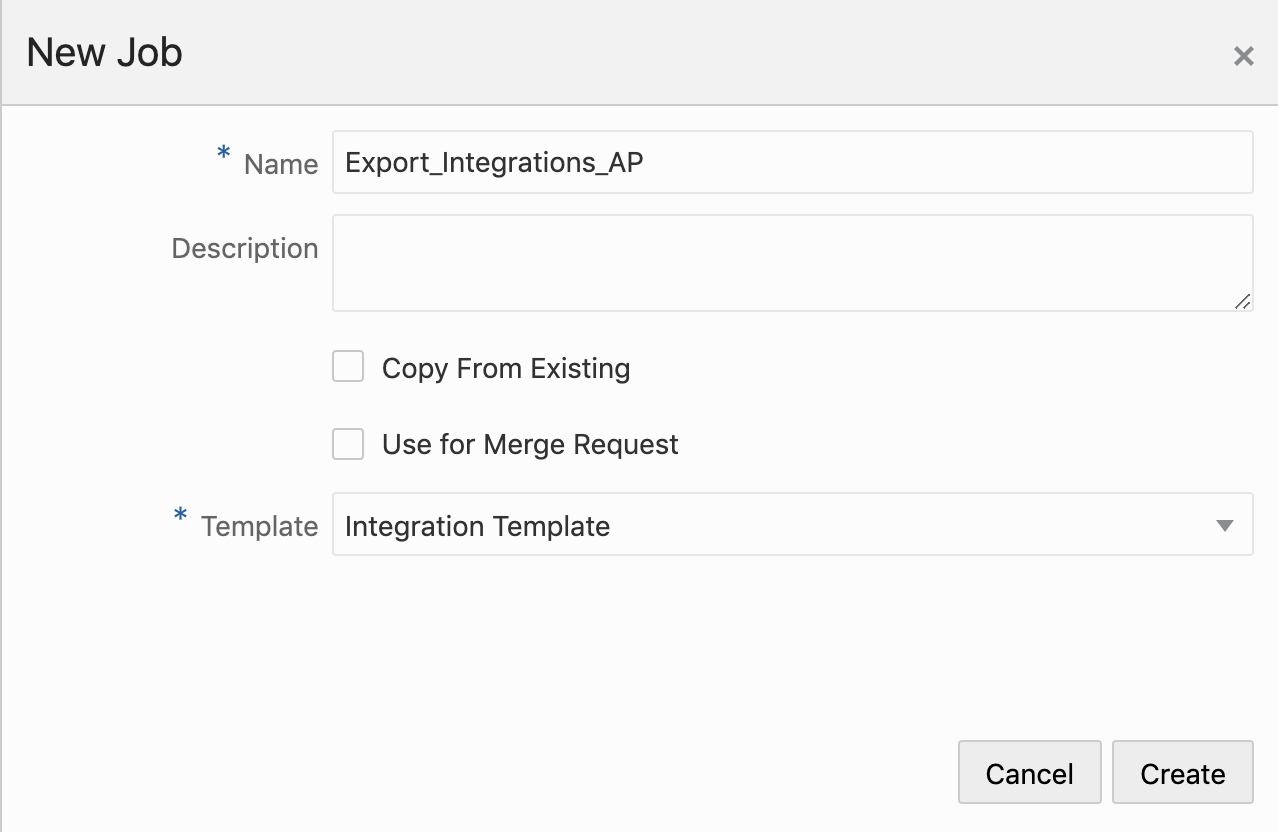 New Job
×
* Name Export_Integrations_AP
Description
Copy From Existing
Use for Merge Request
* Template Integration Template
Cancel Create